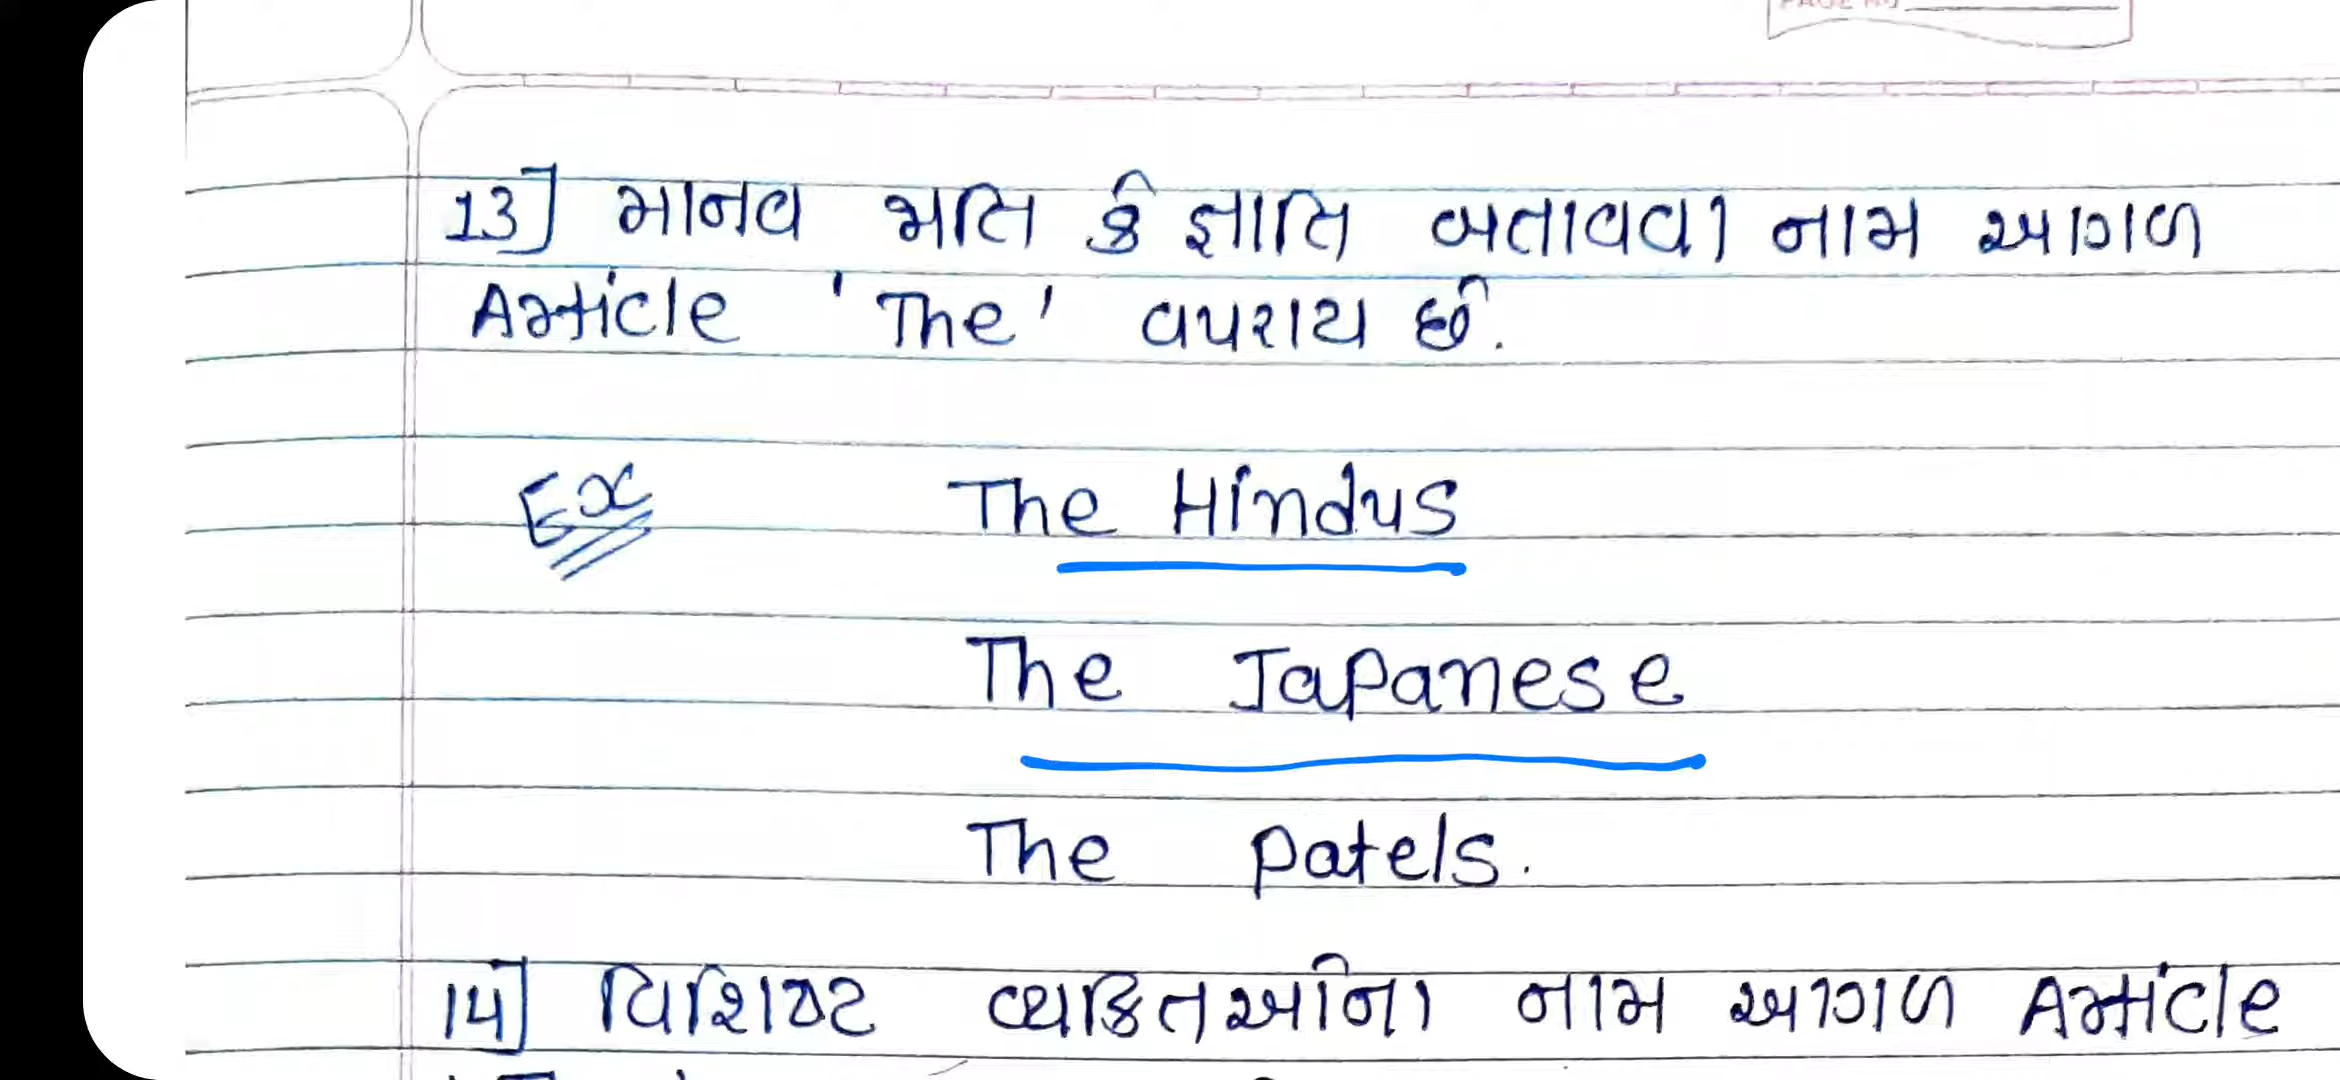 13] માનવ જાતિ કે જ્ઞાતિ બતાવવા નામ આગળ
Article 'The' વપરાય છે.
Ex The Hindus
The Japanese
The Patels.
14] વિશિષ્ટ વ્યકિતઓના નામ આગળ Article